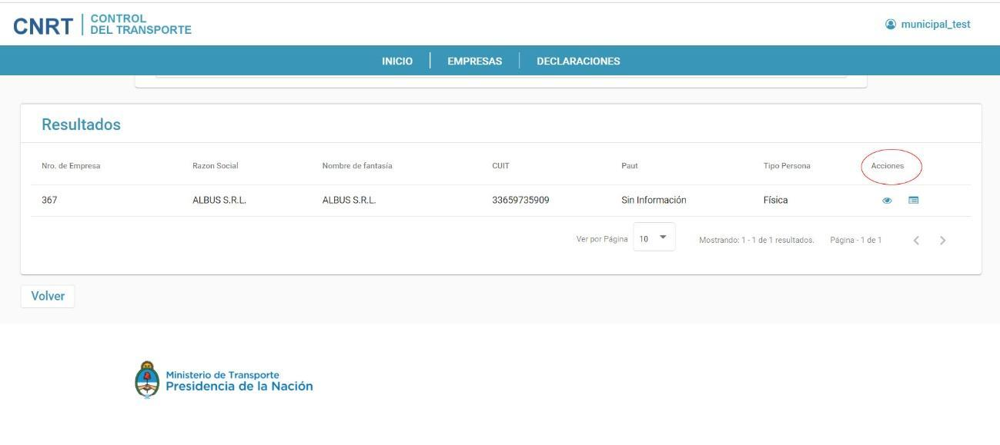 CNRT
CONTROL
DEL TRANSPORTE
municipal_test
INICIO
EMPRESAS
DECLARACIONES
Resultados
Nro. de Empresa
Razon Social
Nombre de fantasía
CUIT
Paut
Tipo Persona
Acciones
367
ALBUS S.R.L.
ALBUS S.R.L.
33659735909
Sin Información
Física
Ver por Página
10
Mostrando: 1 - 1 de 1 resultados.
Página - 1 de 1
Volver
Ministerio de Transporte
Presidencia de la Nación